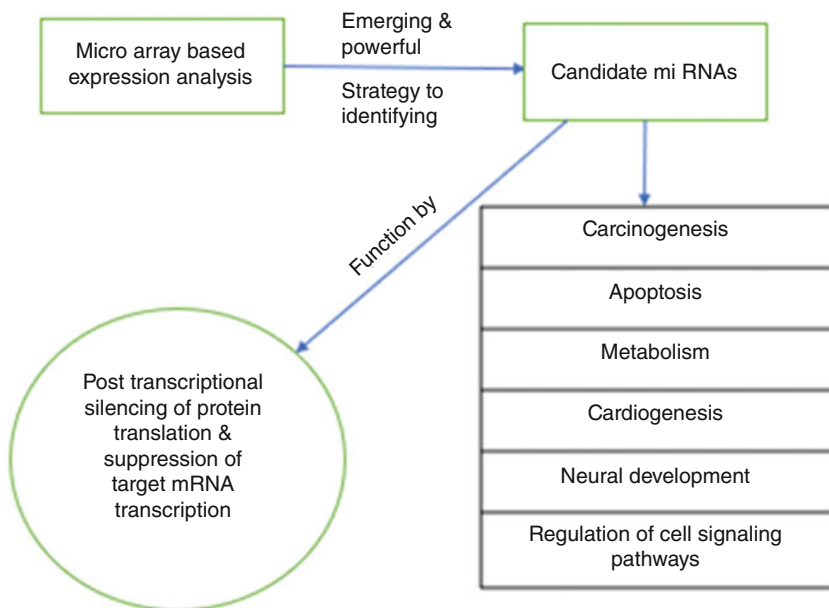 Micro array based
expression analysis
Emerging &
powerful
Strategy to
identifying
Candidate mi RNAs
Function by
Post transcriptional
silencing of protein
translation &
suppression of
target mRNA
transcription
Carcinogenesis
Apoptosis
Metabolism
Cardiogenesis
Neural development
Regulation of cell signaling
pathways